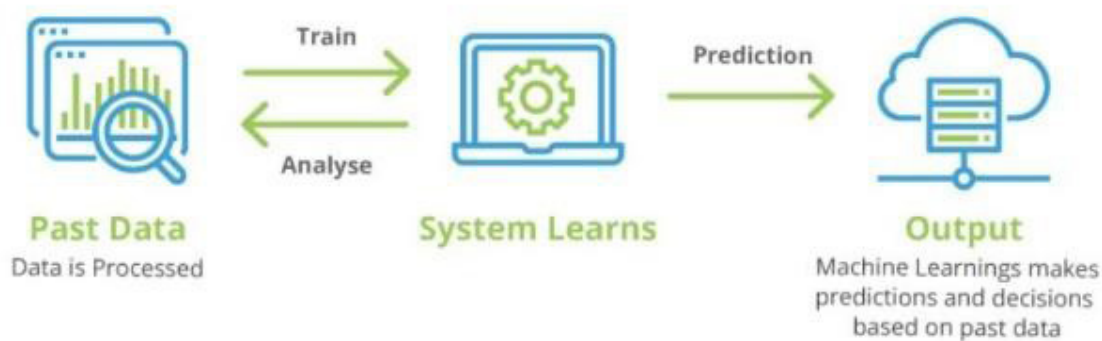 Train
Analyse
Prediction
Past Data
Data is Processed
System Learns
Output
Machine Learnings makes
predictions and decisions
based on past data